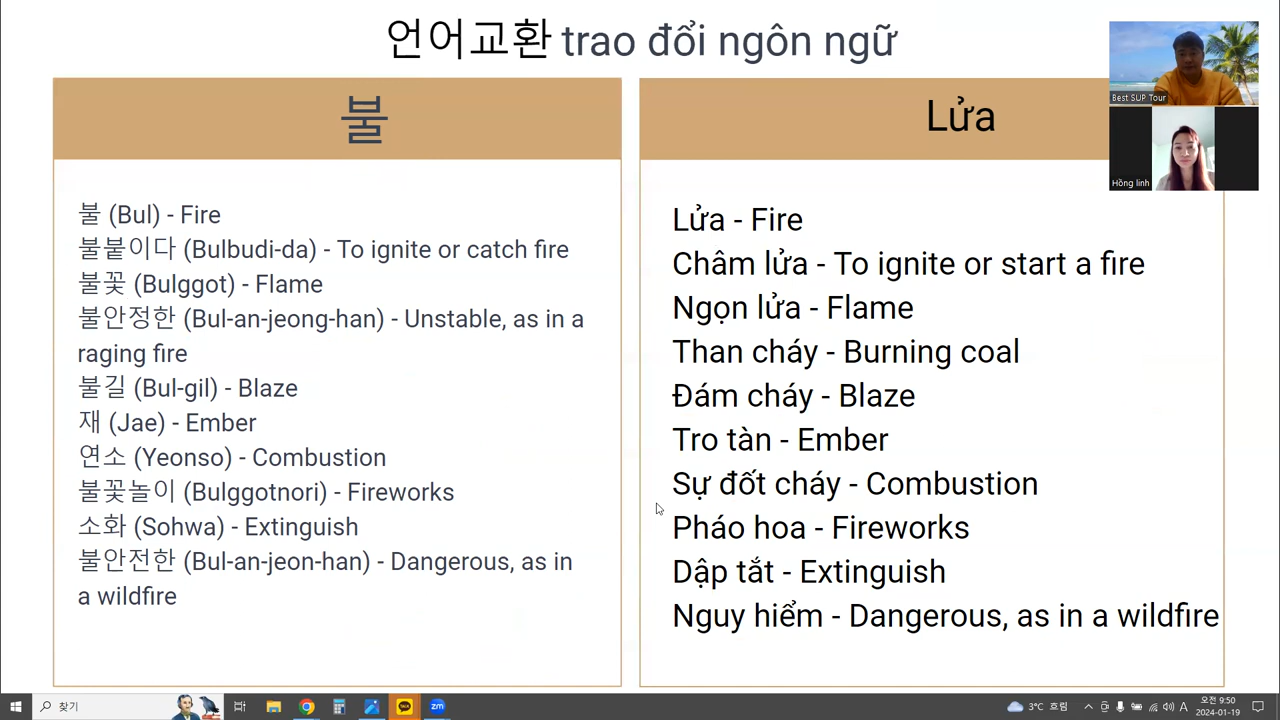 언어교환 trao đổi ngôn ngữ
불
불 (Bul) - Fire
불붙이다 (Bulbudi-da) - To ignite or catch fire
불꽃 (Bulggot) - Flame
불안정한 (Bul-an-jeong-han) - Unstable, as in a
raging fire
불길 (Bul-gil) - Blaze
재 (Jae) - Ember
연소 (Yeonso) - Combustion
불꽃놀이 (Bulggotnori) - Fireworks
소화 (Sohwa) - Extinguish
불안전한 (Bul-an-jeon-han) - Dangerous, as in
a wildfire
Lửa
Lửa - Fire
Châm lửa - To ignite or start a fire
Ngọn lửa - Flame
Than cháy - Burning coal
Đám cháy - Blaze
Tro tàn - Ember
Sự đốt cháy - Combustion
Pháo hoa - Fireworks
Dập tắt - Extinguish
Nguy hiểm - Dangerous, as in a wildfire
Best SUP Tour
Hồng linh
찾기
zm
3°C 흐림
A
오전 9:50
2024-01-19